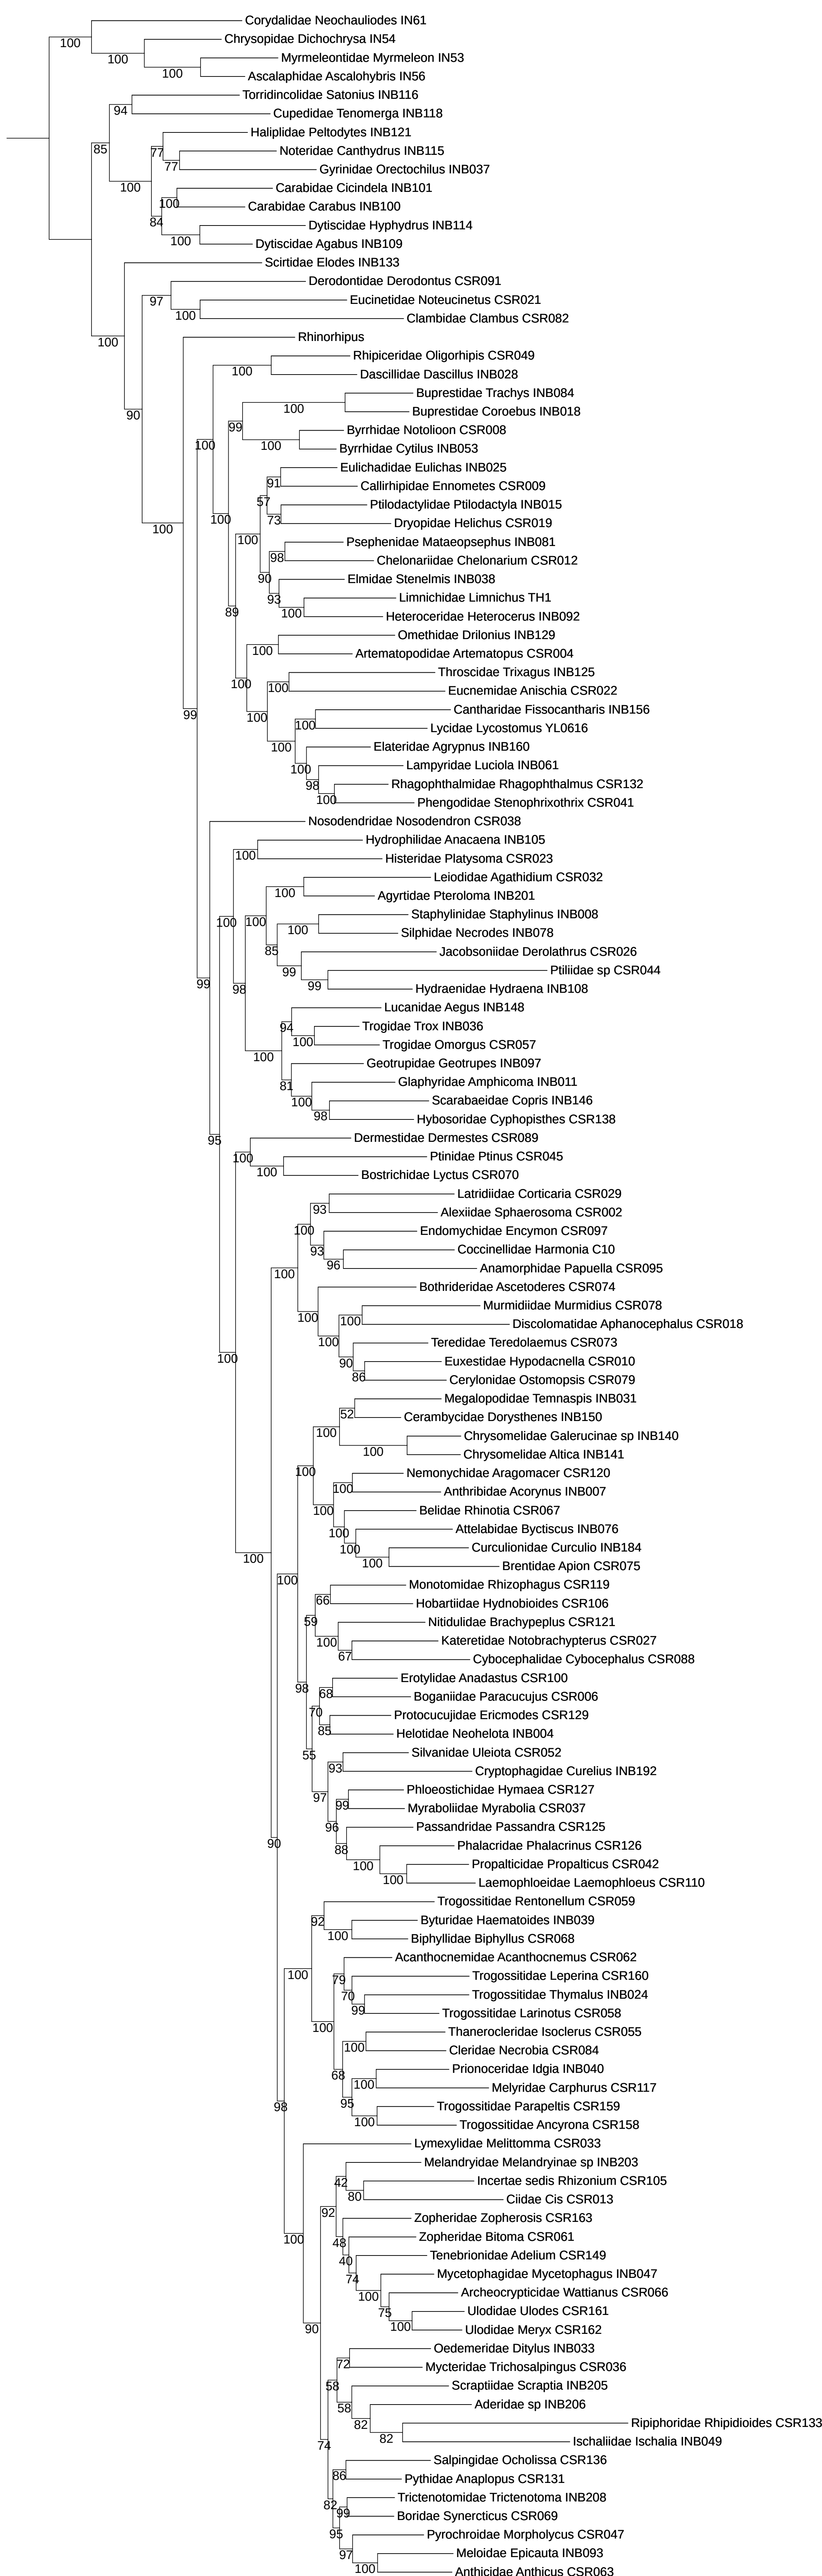 Corydalidae Neochauliodes IN61
100
Chrysopidae Dichochrysa IN54
100
Myrmeleontidae Myrmeleon IN53
100
Ascalaphidae Ascalohybris IN56
Torridincolidae Satonius INB116
94
Cupedidae Tenomerga INB118
Haliplidae Peltodytes INB121
85
77
Noteridae Canthydrus INB115
77
Gyrinidae Orectochilus INB037
100
Carabidae Cicindela INB101
100
Carabidae Carabus INB100
84
Dytiscidae Hyphydrus INB114
100
Dytiscidae Agabus INB109
Scirtidae Elodes INB133
Derodontidae Derodontus CSR091
97
Eucinetidae Noteucinetus CSR021
100
Clambidae Clambus CSR082
Rhinorhipus
100
Rhipiceridae Oligorhipis CSR049
100
Dascillidae Dascillus INB028
Buprestidae Trachys INB084
100
Buprestidae Coroebus INB018
90
99
Byrrhidae Notolioon CSR008
100
100
Byrrhidae Cytilus INB053
Eulichadidae Eulichas INB025
91
Callirhipidae Ennometes CSR009
57
Ptilodactylidae Ptilodactyla INB015
100
73
Dryopidae Helichus CSR019
100
100
Psephenidae Mataeopsephus INB081
98
Chelonariidae Chelonarium CSR012
90
Elmidae Stenelmis INB038
93
Limnichidae Limnichus TH1
89
100
Heteroceridae Heterocerus INB092
Omethidae Drilonius INB129
100
Artematopodidae Artematopus CSR004
Throscidae Trixagus INB125
100
100
Eucnemidae Anischia CSR022
Cantharidae Fissocantharis INB156
99
100
100
Lycidae Lycostomus YL0616
100
Elateridae Agrypnus INB160
100
Lampyridae Luciola INB061
98
Rhagophthalmidae Rhagophthalmus CSR132
100
Phengodidae Stenophrixothrix CSR041
Nosodendridae Nosodendron CSR038
Hydrophilidae Anacaena INB105
100
Histeridae Platysoma CSR023
Leiodidae Agathidium CSR032
100
Agyrtidae Pteroloma INB201
Staphylinidae Staphylinus INB008
100
100
100
Silphidae Necrodes INB078
85
Jacobsoniidae Derolathrus CSR026
99
Ptiliidae sp CSR044
99
99
98
Hydraenidae Hydraena INB108
Lucanidae Aegus INB148
94
Trogidae Trox INB036
100
Trogidae Omorgus CSR057
100
Geotrupidae Geotrupes INB097
81
Glaphyridae Amphicoma INB011
100
Scarabaeidae Copris INB146
98
Hybosoridae Cyphopisthes CSR138
95
Dermestidae Dermestes CSR089
100
Ptinidae Ptinus CSR045
100
Bostrichidae Lyctus CSR070
Latridiidae Corticaria CSR029
93
Alexiidae Sphaerosoma CSR002
100
Endomychidae Encymon CSR097
93
Coccinellidae Harmonia C10
96
Anamorphidae Papuella CSR095
100
Bothrideridae Ascetoderes CSR074
Murmidiidae Murmidius CSR078
100
100
Discolomatidae Aphanocephalus CSR018
100
Teredidae Teredolaemus CSR073
100
90
Euxestidae Hypodacnella CSR010
86
Cerylonidae Ostomopsis CSR079
Megalopodidae Temnaspis INB031
52
Cerambycidae Dorysthenes INB150
100
Chrysomelidae Galerucinae sp INB140
100
Chrysomelidae Altica INB141
100
Nemonychidae Aragomacer CSR120
100
Anthribidae Acorynus INB007
100
Belidae Rhinotia CSR067
100
Attelabidae Byctiscus INB076
100
Curculionidae Curculio INB184
100
100
Brentidae Apion CSR075
100
Monotomidae Rhizophagus CSR119
66
Hobartiidae Hydnobioides CSR106
59
Nitidulidae Brachypeplus CSR121
100
Kateretidae Notobrachypterus CSR027
67
Cybocephalidae Cybocephalus CSR088
Erotylidae Anadastus CSR100
98
68
Boganiidae Paracucujus CSR006
70
Protocucujidae Ericmodes CSR129
85
Helotidae Neohelota INB004
55
Silvanidae Uleiota CSR052
93
Cryptophagidae Curelius INB192
97
Phloeostichidae Hymaea CSR127
99
Myraboliidae Myrabolia CSR037
96
Passandridae Passandra CSR125
90
88
Phalacridae Phalacrinus CSR126
100
Propalticidae Propalticus CSR042
100
Laemophloeidae Laemophloeus CSR110
Trogossitidae Rentonellum CSR059
92
Byturidae Haematoides INB039
100
Biphyllidae Biphyllus CSR068
Acanthocnemidae Acanthocnemus CSR062
100
79
Trogossitidae Leperina CSR160
70
Trogossitidae Thymalus INB024
99
Trogossitidae Larinotus CSR058
100
Thanerocleridae Isoclerus CSR055
100
Cleridae Necrobia CSR084
68
Prionoceridae Idgia INB040
100
Melyridae Carphurus CSR117
95
98
Trogossitidae Parapeltis CSR159
100
Trogossitidae Ancyrona CSR158
Lymexylidae Melittomma CSR033
Melandryidae Melandryinae sp INB203
42
Incertae sedis Rhizonium CSR105
80
Ciidae Cis CSR013
92
Zopheridae Zopherosis CSR163
100
48
Zopheridae Bitoma CSR061
40
Tenebrionidae Adelium CSR149
74
Mycetophagidae Mycetophagus INB047
100
Archeocrypticidae Wattianus CSR066
75
Ulodidae Ulodes CSR161
100
90
Ulodidae Meryx CSR162
Oedemeridae Ditylus INB033
72
Mycteridae Trichosalpingus CSR036
58
Scraptiidae Scraptia INB205
58
Aderidae sp INB206
82
Ripiphoridae Rhipidioides CSR133
82
74
Ischaliidae Ischalia INB049
Salpingidae Ocholissa CSR136
86
Pythidae Anaplopus CSR131
Trictenotomidae Trictenotoma INB208
82
99
Boridae Synercticus CSR069
95
Pyrochroidae Morpholycus CSR047
97
Meloidae Epicauta INB093
100
Anthicidae Anthicus CSR063